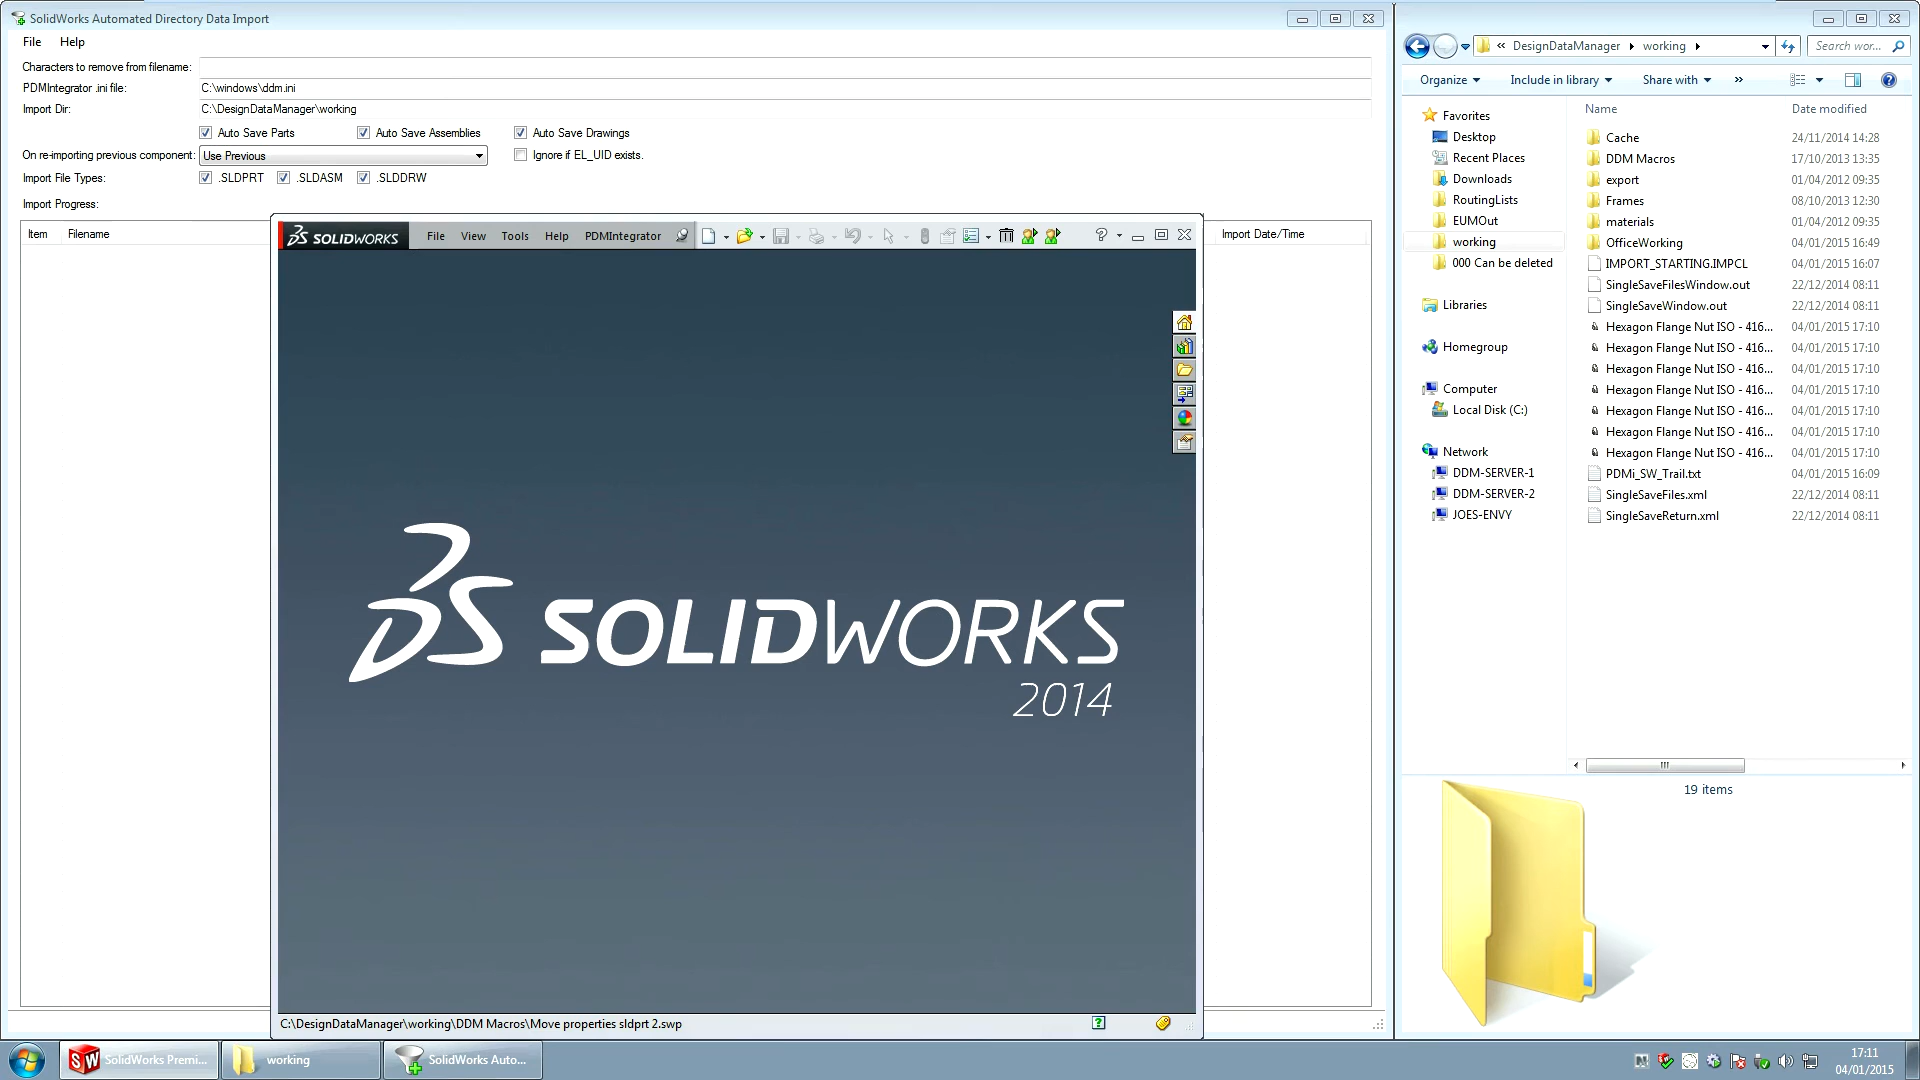 SolidWorks Automated Directory Data Import
File Help
Characters to remove from filename:
PDMIntegrator .ini file: C:\windows\ddm.ini
Import Dir: C:\DesignDataManager\working
Auto Save Parts Auto Save Assemblies Auto Save Drawings
On re-importing previous component: Use Previous Ignore if EL_UID exists.
Import File Types: .SLDPRT .SLDASM .SLDDRW
Import Progress:
Item Filename Import Date/Time
SOLIDWORKS File View Tools Help PDMIntegrator
SOLIDWORKS
2014
C:\DesignDataManager\working\DDM Macros\Move properties sldprt 2.swp
« DesignDataManager working Search wor...
Organize Include in library Share with »
Favorites
Desktop
Recent Places
Downloads
RoutingLists
EUMOut
working
000 Can be deleted
Libraries
Homegroup
Computer
Local Disk (C:)
Network
DDM-SERVER-1
DDM-SERVER-2
JOES-ENVY
Name Date modified
Cache 24/11/2014 14:28
DDM Macros 17/10/2013 13:35
export 01/04/2012 09:35
Frames 08/10/2013 12:30
materials 01/04/2012 09:35
OfficeWorking 04/01/2015 16:49
IMPORT_STARTING.IMPCL 04/01/2015 16:07
SingleSaveFilesWindow.out 22/12/2014 08:11
SingleSaveWindow.out 22/12/2014 08:11
Hexagon Flange Nut ISO - 416... 04/01/2015 17:10
Hexagon Flange Nut ISO - 416... 04/01/2015 17:10
Hexagon Flange Nut ISO - 416... 04/01/2015 17:10
Hexagon Flange Nut ISO - 416... 04/01/2015 17:10
Hexagon Flange Nut ISO - 416... 04/01/2015 17:10
Hexagon Flange Nut ISO - 416... 04/01/2015 17:10
Hexagon Flange Nut ISO - 416... 04/01/2015 17:10
PDMi_SW_Trail.txt 04/01/2015 16:09
SingleSaveFiles.xml 22/12/2014 08:11
SingleSaveReturn.xml 22/12/2014 08:11
19 items
SW SolidWorks Premi... working SolidWorks Auto...
17:11
04/01/2015